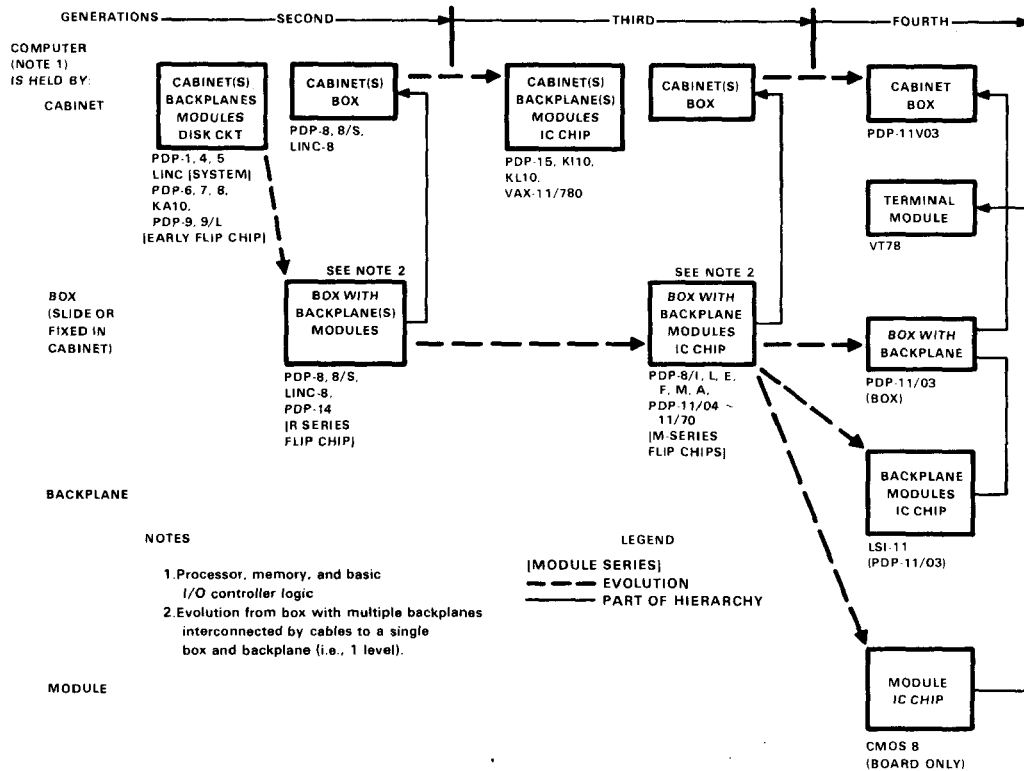 GENERATIONS SECOND THIRD FOURTH
COMPUTER
(NOTE 1)
IS HELD BY:
CABINET
CABINET(S)
BACKPLANES
MODULES
DISK CKT
PDP-1, 4, 5
LINC [SYSTEM]
PDP-6, 7, 8,
KA10,
PDP-9, 9/L
[EARLY FLIP CHIP]
CABINET(S)
BOX
PDP-8, 8/S,
LINC-8
CABINET(S)
BACKPLANE(S)
MODULES
IC CHIP
PDP-15, KI10,
KL10,
VAX-11/780
CABINET(S)
BOX
CABINET
BOX
PDP-11V03
TERMINAL
MODULE
VT78
BOX
(SLIDE OR
FIXED IN
CABINET)
SEE NOTE 2
BOX WITH
BACKPLANE(S)
MODULES
PDP-8, 8/S,
LINC-8,
PDP-14
[R SERIES
FLIP CHIP]
SEE NOTE 2
BOX WITH
BACKPLANE
MODULES
IC CHIP
PDP-8/I, L, E,
F, M, A,
PDP-11/04 ~
11/70
[M-SERIES
FLIP CHIPS]
BOX WITH
BACKPLANE
PDP-11/03
(BOX)
BACKPLANE
BACKPLANE
MODULES
IC CHIP
LSI-11
(PDP-11/03)
NOTES
1.Processor, memory, and basic
I/O controller logic
2.Evolution from box with multiple backplanes
interconnected by cables to a single
box and backplane (i.e., 1 level).
LEGEND
[MODULE SERIES]
EVOLUTION
PART OF HIERARCHY
MODULE
MODULE
IC CHIP
CMOS 8
(BOARD ONLY)